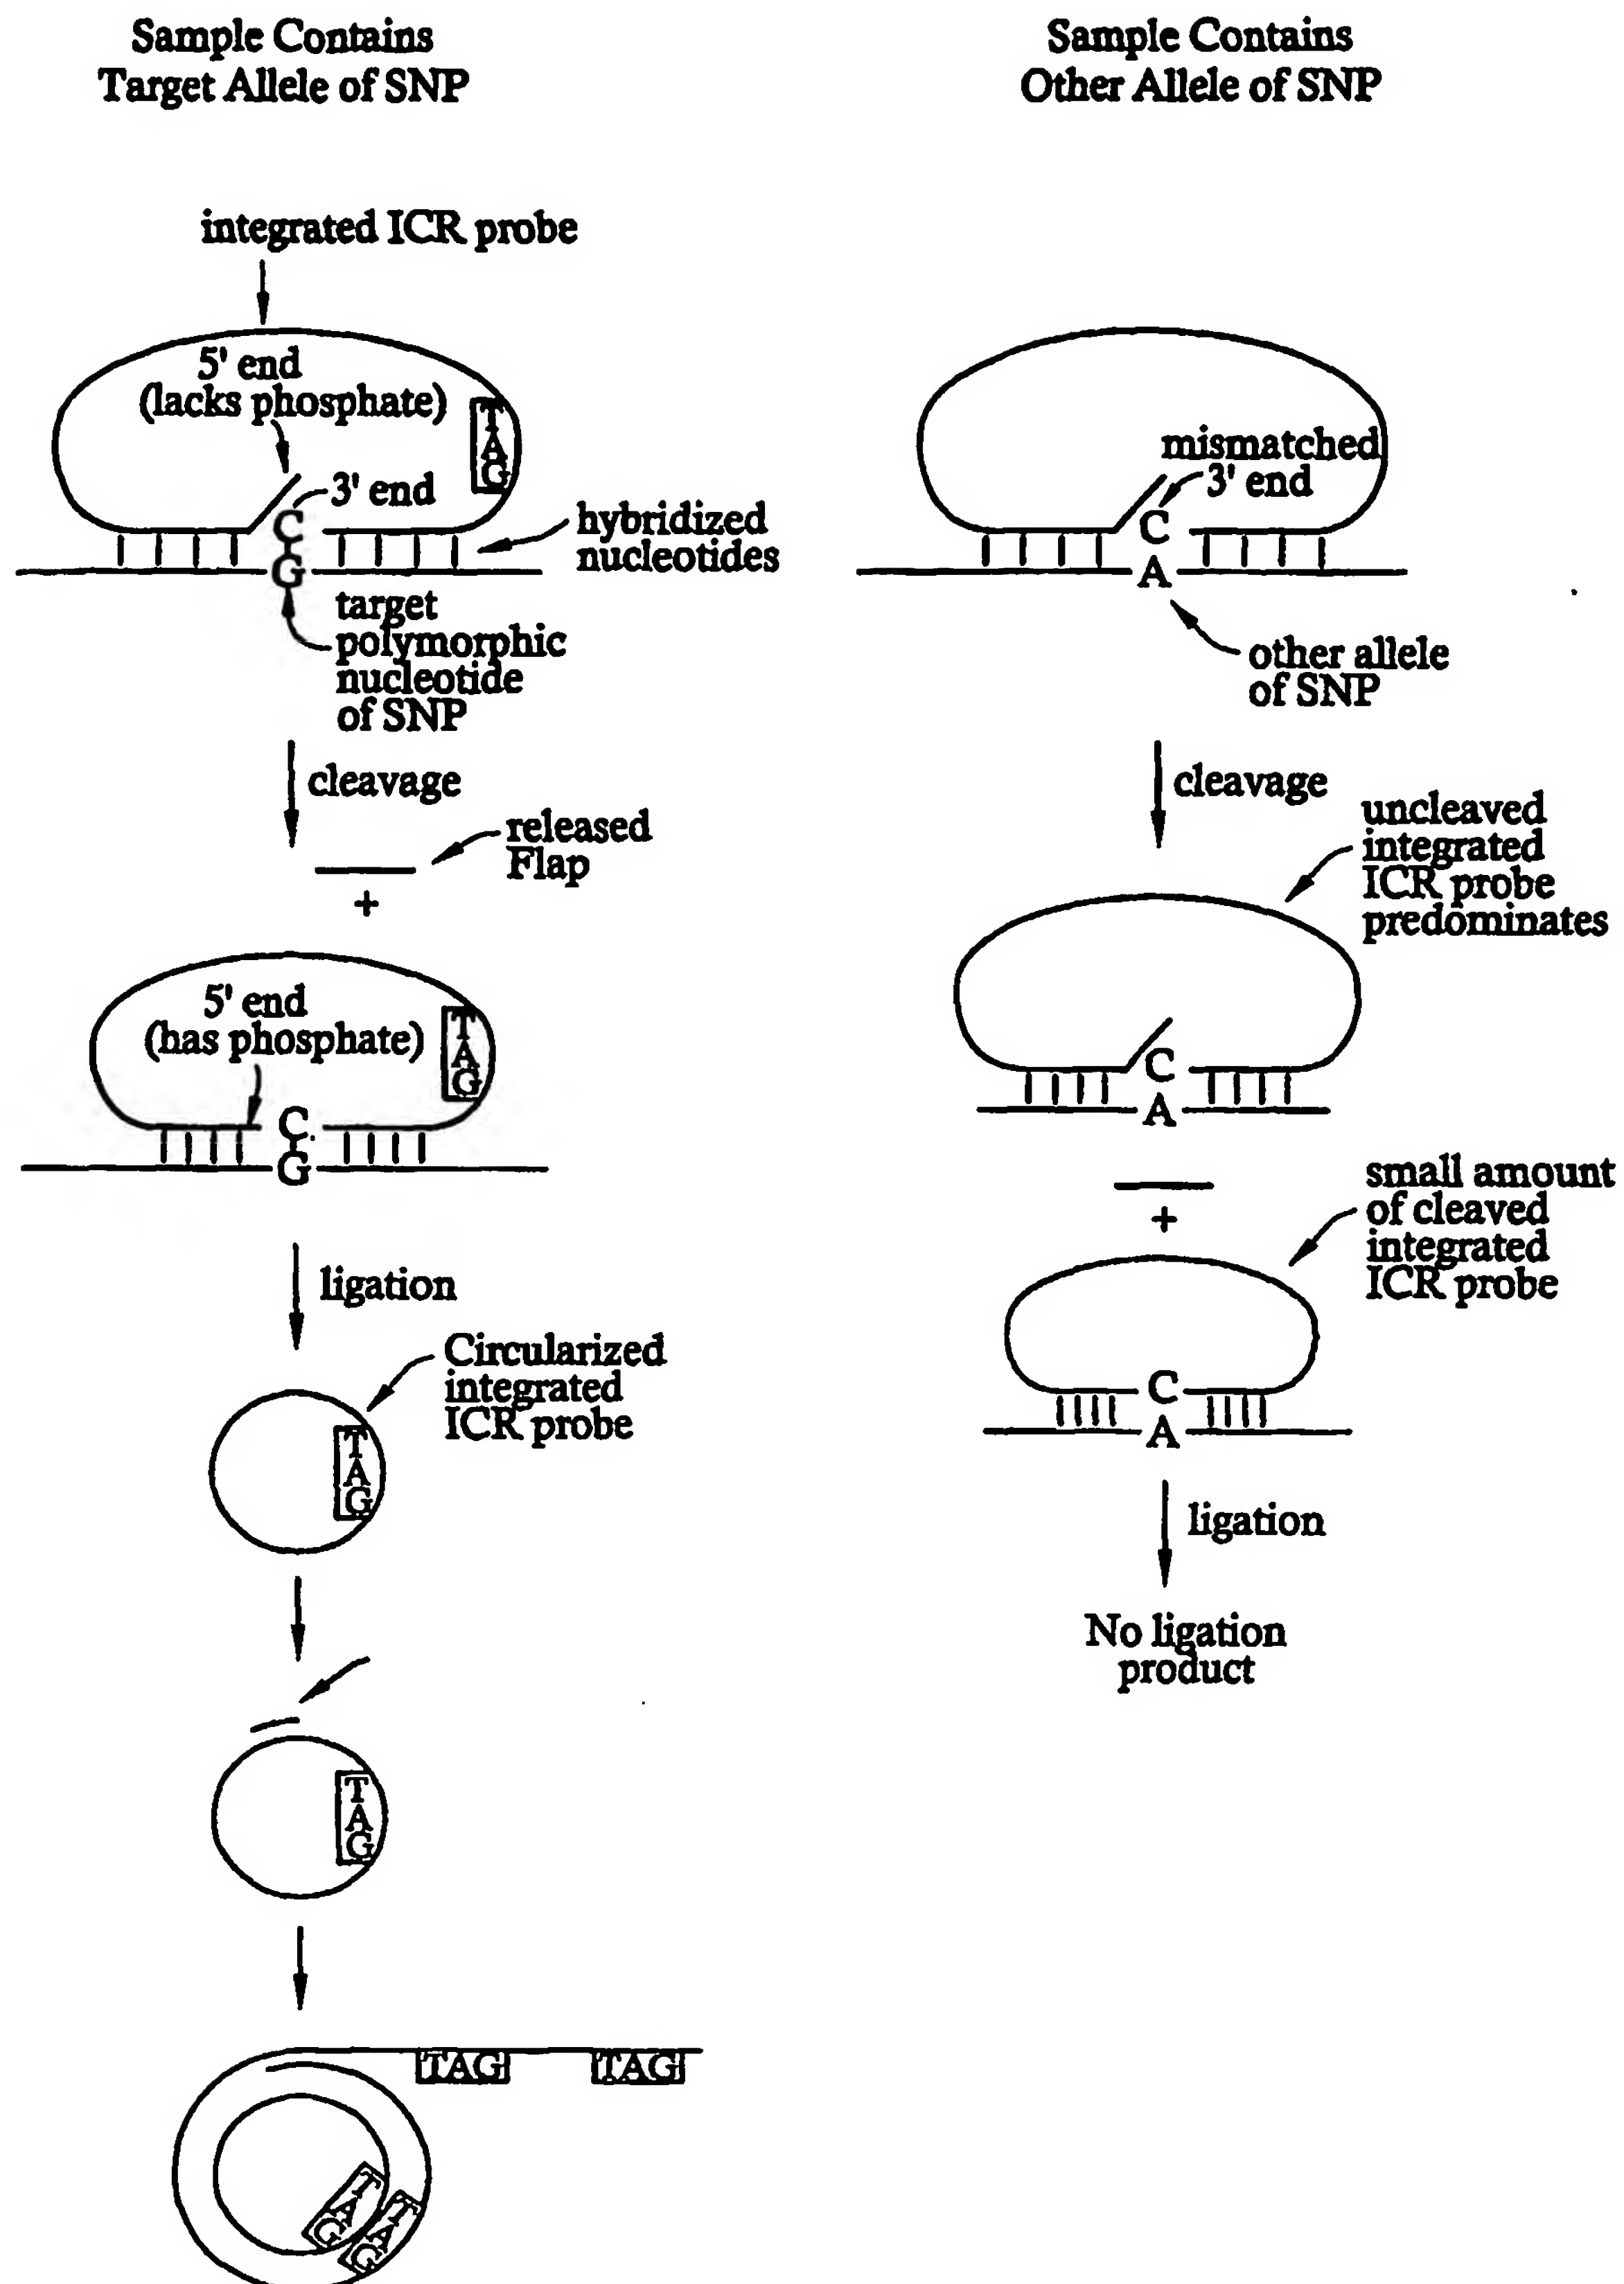 Sample Contains
Target Allele of SNP
integrated ICR probe
5' end
(lacks phosphate)
TAG
3' end
C
G
hybridized
nucleotides
target
polymorphic
nucleotide
of SNP
cleavage
released
Flap
+
5' end
(has phosphate)
TAG
C
G
ligation
Circularized
integrated
ICR probe
TAG
TAG
TAG
TAG
TAG
TAG
Sample Contains
Other Allele of SNP
mismatched
3' end
C
A
other allele
of SNP
cleavage
uncleaved
integrated
ICR probe
predominates
C
A
+
small amount
of cleaved
integrated
ICR probe
C
A
ligation
No ligation
product